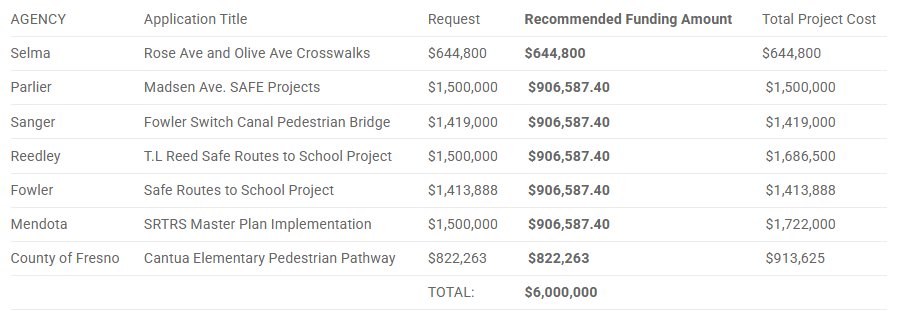 AGENCY Application Title Request Recommended Funding Amount Total Project Cost
Selma Rose Ave and Olive Ave Crosswalks $644,800 $644,800 $644,800
Parlier Madsen Ave. SAFE Projects $1,500,000 $906,587.40 $1,500,000
Sanger Fowler Switch Canal Pedestrian Bridge $1,419,000 $906,587.40 $1,419,000
Reedley T.L Reed Safe Routes to School Project $1,500,000 $906,587.40 $1,686,500
Fowler Safe Routes to School Project $1,413,888 $906,587.40 $1,413,888
Mendota SRTRS Master Plan Implementation $1,500,000 $906,587.40 $1,722,000
County of Fresno Cantua Elementary Pedestrian Pathway $822,263 $822,263 $913,625
TOTAL: $6,000,000